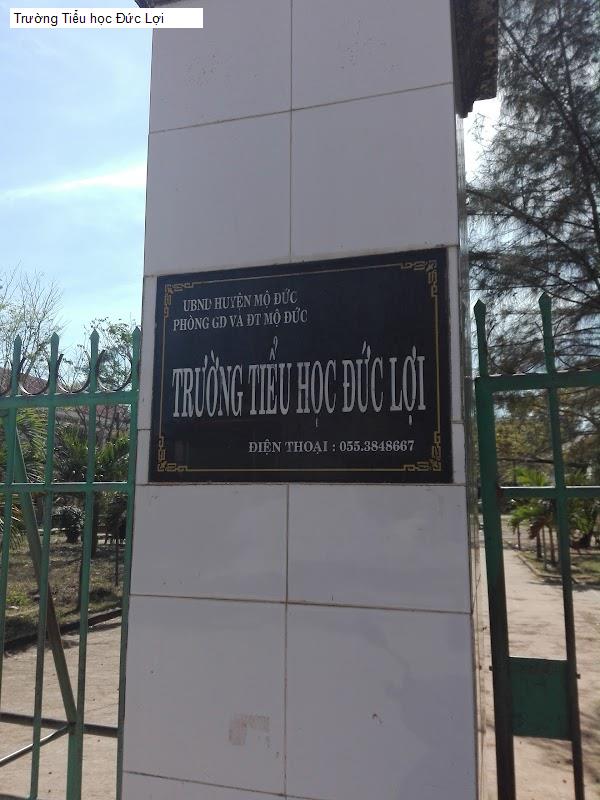 Trường Tiểu học Đức Lợi
UBND HUYỆN MỘ ĐỨC
PHÒNG GD VÀ ĐT MỘ ĐỨC
TRƯỜNG TIỂU HỌC ĐỨC LỢI
ĐIỆN THOẠI : 055.3848667